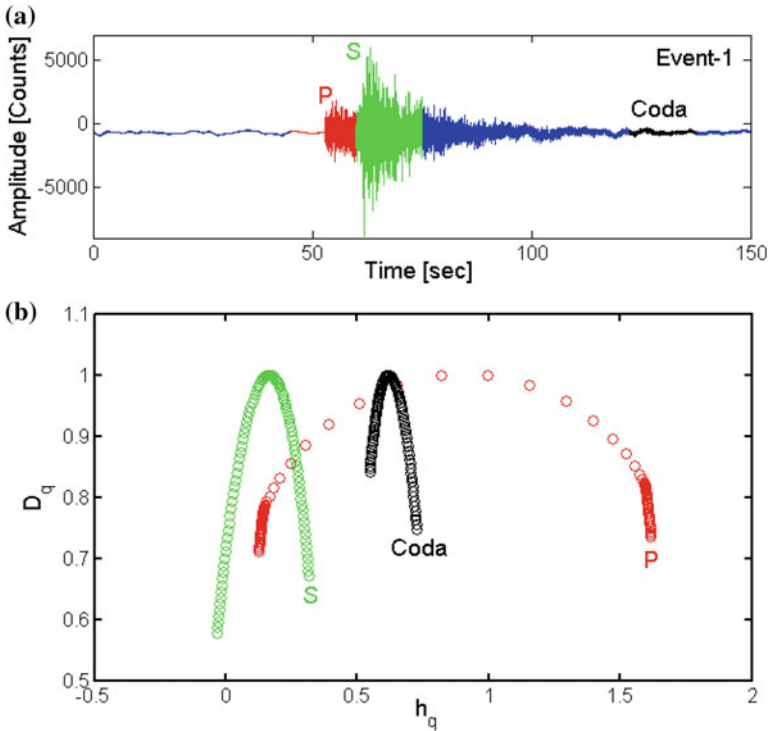 (a)
Amplitude [Counts]
5000
0
-5000
P
S
Event-1
Coda
0
50
100
150
Time [sec]
(b)
D_q
1.1
1
0.9
0.8
0.7
0.6
0.5
S
Coda
P
-0.5
0
0.5
1
1.5
2
h_q